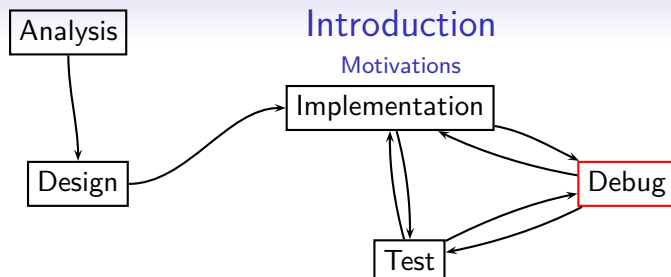 Introduction
Motivations
Analysis
Implementation
Design
Debug
Test